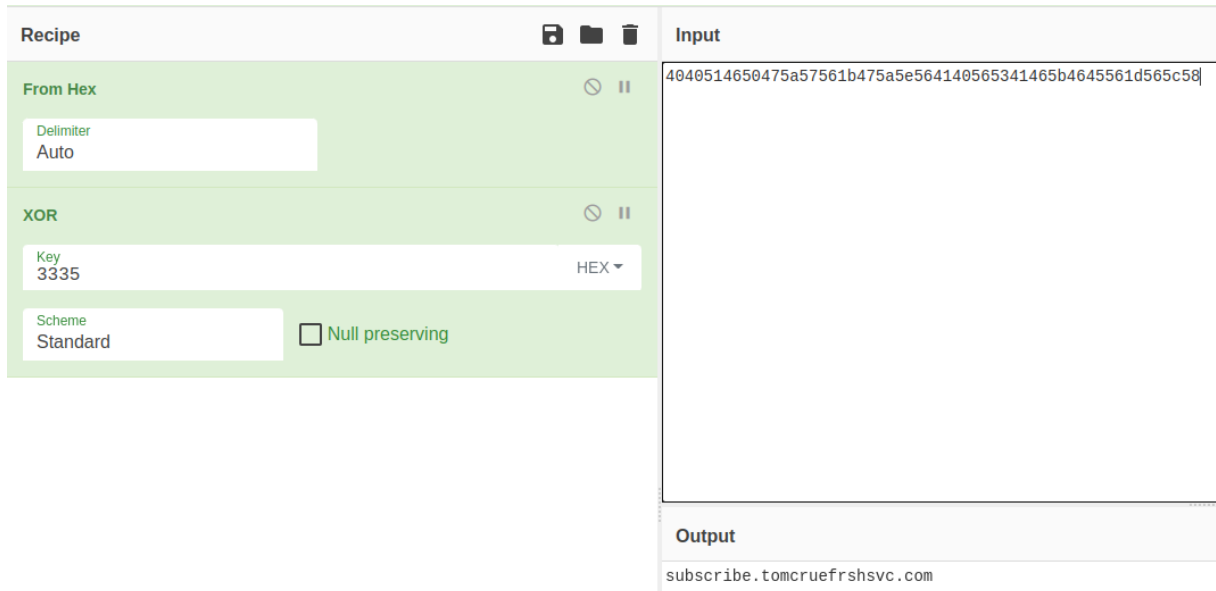 Recipe
From Hex
Delimiter
Auto
XOR
Key
3335
HEX
Scheme
Standard
Null preserving
Input
4040514650475a57561b475a5e564140565341465b4645561d565c58
Output
subscribe.tomcruefrshsvc.com